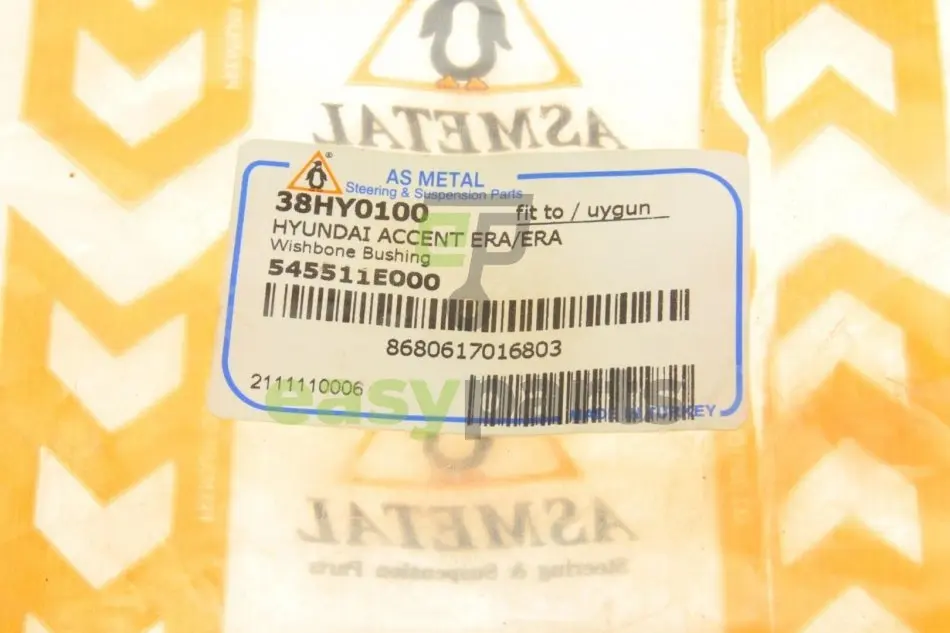 ASMETAL
AS METAL
Steering & Suspension Parts
38HY0100 fit to / uygun
HYUNDAI ACCENT ERA/ERA
Wishbone Bushing
545511iE000
8680617016803
2111110006
easyparts
MADE IN TURKEY
ASMETAL
Steering & Suspension Parts